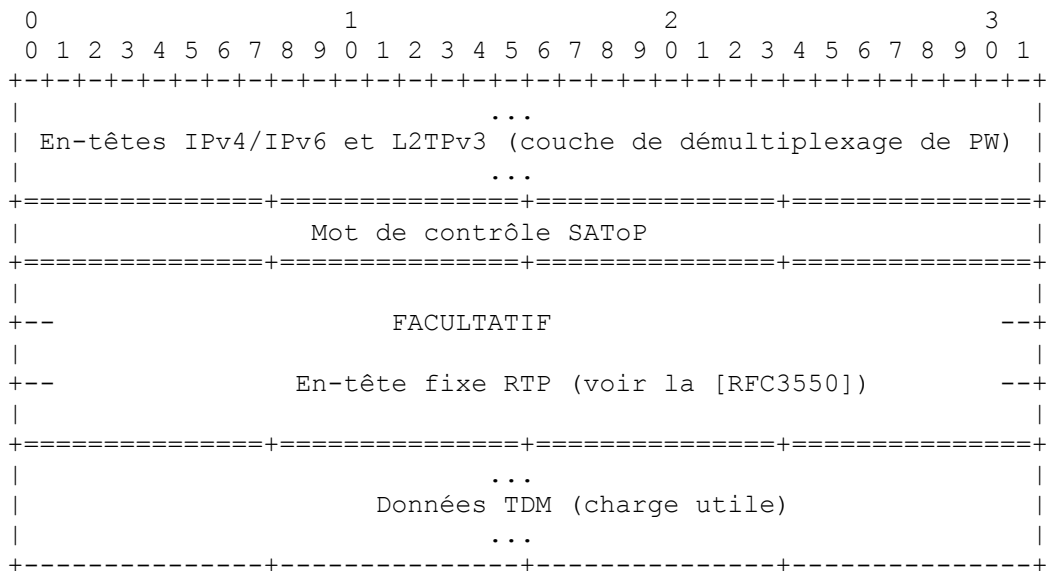 0                   1                   2                   3
0 1 2 3 4 5 6 7 8 9 0 1 2 3 4 5 6 7 8 9 0 1 2 3 4 5 6 7 8 9 0 1
+-+-+-+-+-+-+-+-+-+-+-+-+-+-+-+-+-+-+-+-+-+-+-+-+-+-+-+-+-+-+-+-+
|                             ...                               |
| En-têtes IPv4/IPv6 et L2TPv3 (couche de démultiplexage de PW) |
|                             ...                               |
+===============+===============+===============+===============+
|                  Mot de contrôle SAToP                        |
+===============+===============+===============+===============+
|                                                               |
+--                     FACULTATIF                            --+
|                                                               |
+--               En-tête fixe RTP (voir la [RFC3550])        --+
|                                                               |
+===============+===============+===============+===============+
|                             ...                               |
|                      Données TDM (charge utile)               |
|                             ...                               |
+---------------+---------------+---------------+---------------+